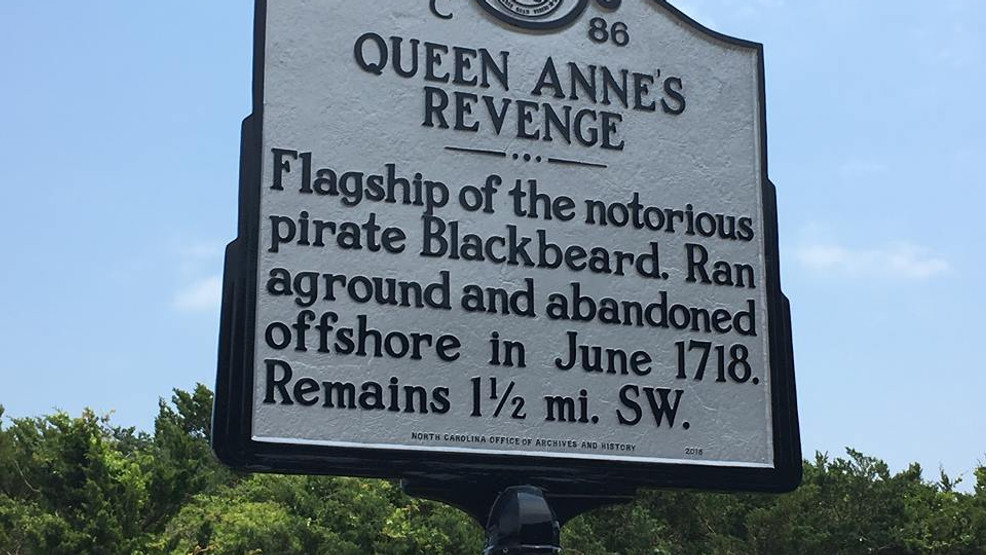 C
86
QUEEN ANNE'S
REVENGE
Flagship of the notorious
pirate Blackbeard. Ran
aground and abandoned
offshore in June 1718.
Remains 1½ mi. SW.
NORTH CAROLINA OFFICE OF ARCHIVES AND HISTORY 2016